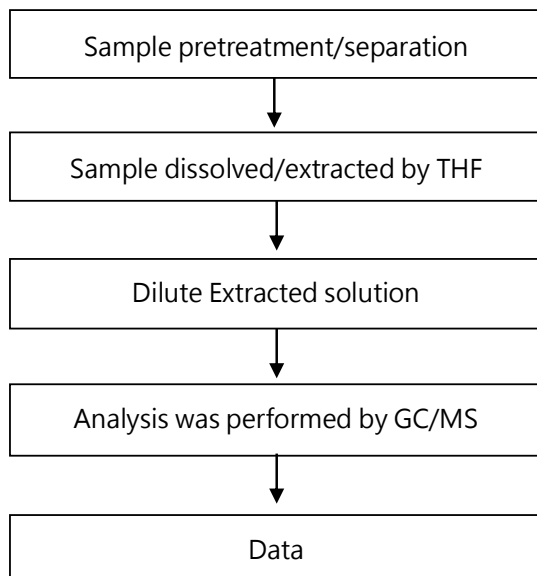 Sample pretreatment/separation
Sample dissolved/extracted by THF
Dilute Extracted solution
Analysis was performed by GC/MS
Data